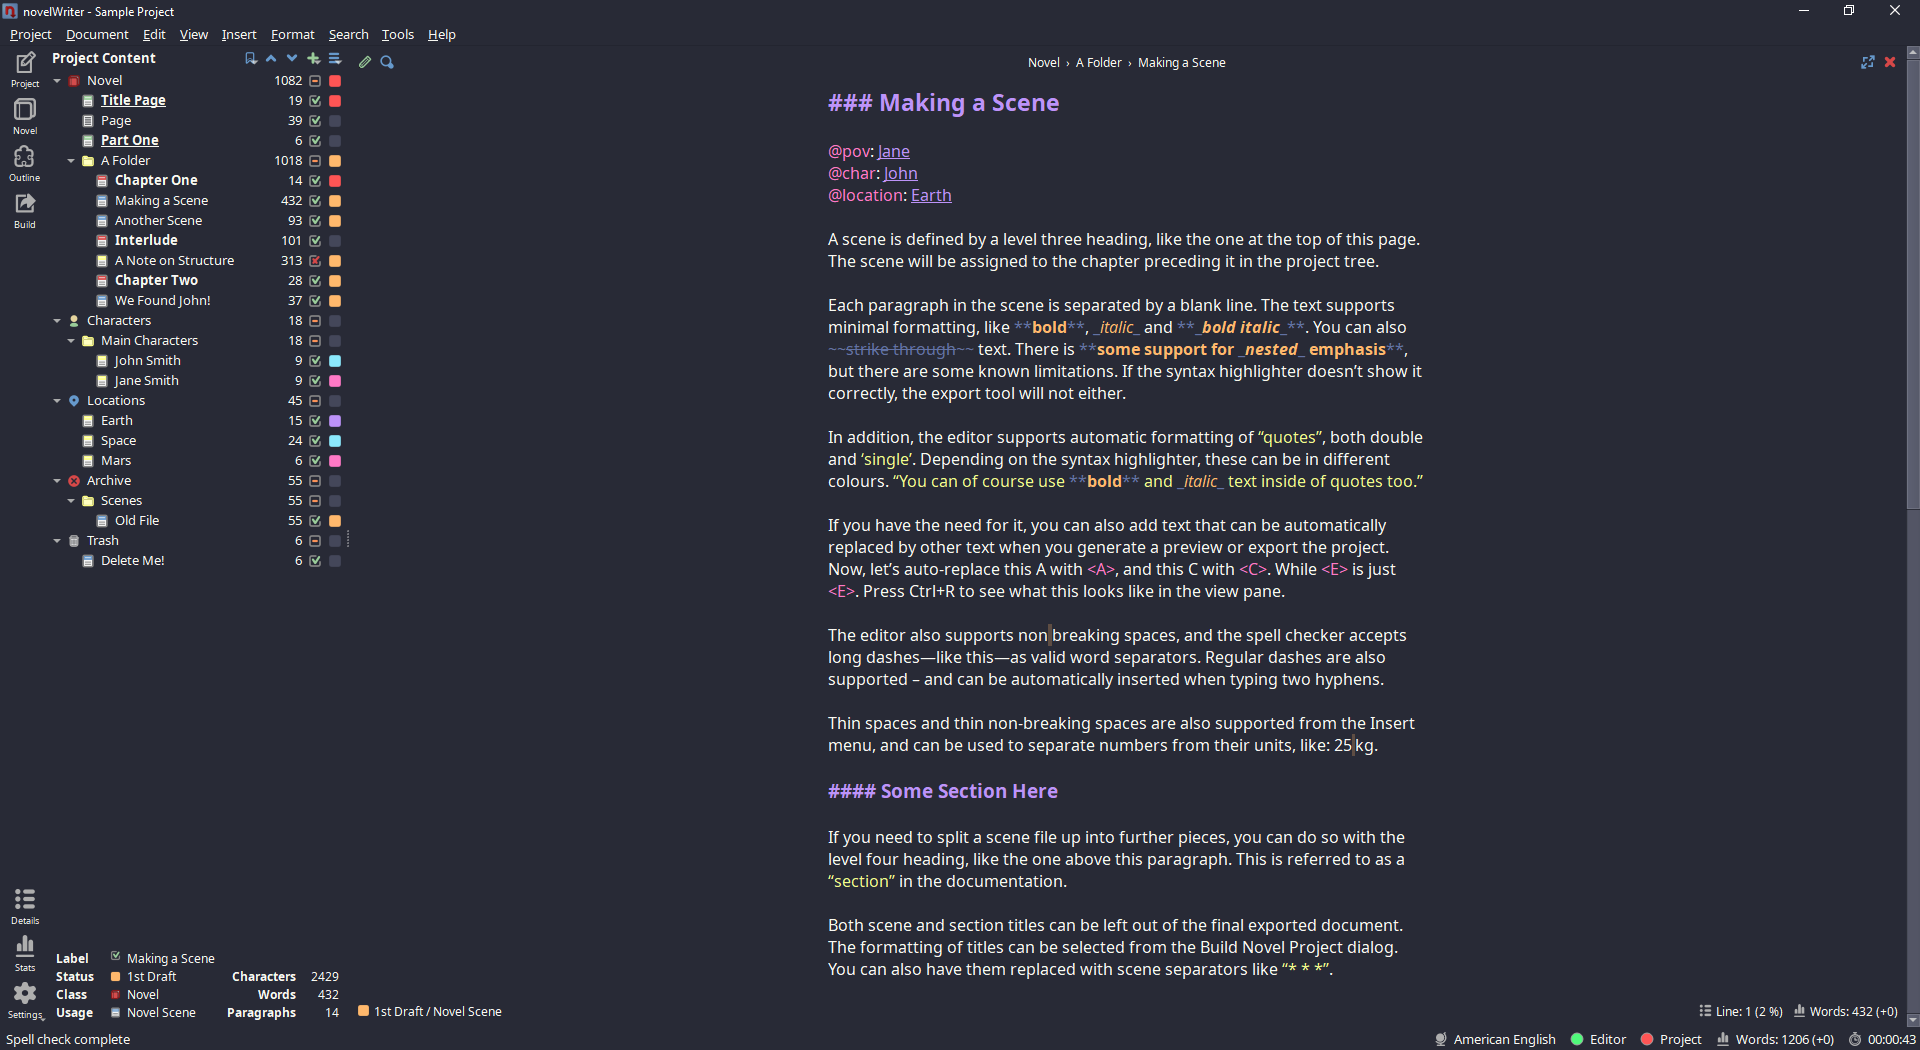 novelWriter - Sample Project
Project Document Edit View Insert Format Search Tools Help
Project
Novel
Outline
Build
Project Content
Novel 1082
Title Page 19
Page 39
Part One 6
A Folder 1018
Chapter One 14
Making a Scene 432
Another Scene 93
Interlude 101
A Note on Structure 313
Chapter Two 28
We Found John! 37
Characters 18
Main Characters 18
John Smith 9
Jane Smith 9
Locations 45
Earth 15
Space 24
Mars 6
Archive 55
Scenes 55
Old File 55
Trash 6
Delete Me! 6
Details
Stats
Settings
Label Making a Scene
Status 1st Draft Characters 2429
Class Novel Words 432
Usage Novel Scene Paragraphs 14
Novel › A Folder › Making a Scene
### Making a Scene
@pov: Jane
@char: John
@location: Earth
A scene is defined by a level three heading, like the one at the top of this page.
The scene will be assigned to the chapter preceding it in the project tree.
Each paragraph in the scene is separated by a blank line. The text supports
minimal formatting, like **bold**, _italic_ and **_bold italic_**. You can also
~~strike through~~ text. There is **some support for _nested_ emphasis**,
but there are some known limitations. If the syntax highlighter doesn’t show it
correctly, the export tool will not either.
In addition, the editor supports automatic formatting of “quotes”, both double
and ‘single’. Depending on the syntax highlighter, these can be in different
colours. “You can of course use **bold** and _italic_ text inside of quotes too.”
If you have the need for it, you can also add text that can be automatically
replaced by other text when you generate a preview or export the project.
Now, let’s auto-replace this A with <A>, and this C with <C>. While <E> is just
<E>. Press Ctrl+R to see what this looks like in the view pane.
The editor also supports non breaking spaces, and the spell checker accepts
long dashes—like this—as valid word separators. Regular dashes are also
supported – and can be automatically inserted when typing two hyphens.
Thin spaces and thin non-breaking spaces are also supported from the Insert
menu, and can be used to separate numbers from their units, like: 25 kg.
#### Some Section Here
If you need to split a scene file up into further pieces, you can do so with the
level four heading, like the one above this paragraph. This is referred to as a
“section” in the documentation.
Both scene and section titles can be left out of the final exported document.
The formatting of titles can be selected from the Build Novel Project dialog.
You can also have them replaced with scene separators like “* * *”.
1st Draft / Novel Scene
Line: 1 (2 %) Words: 432 (+0)
Spell check complete
American English Editor Project Words: 1206 (+0) 00:00:43